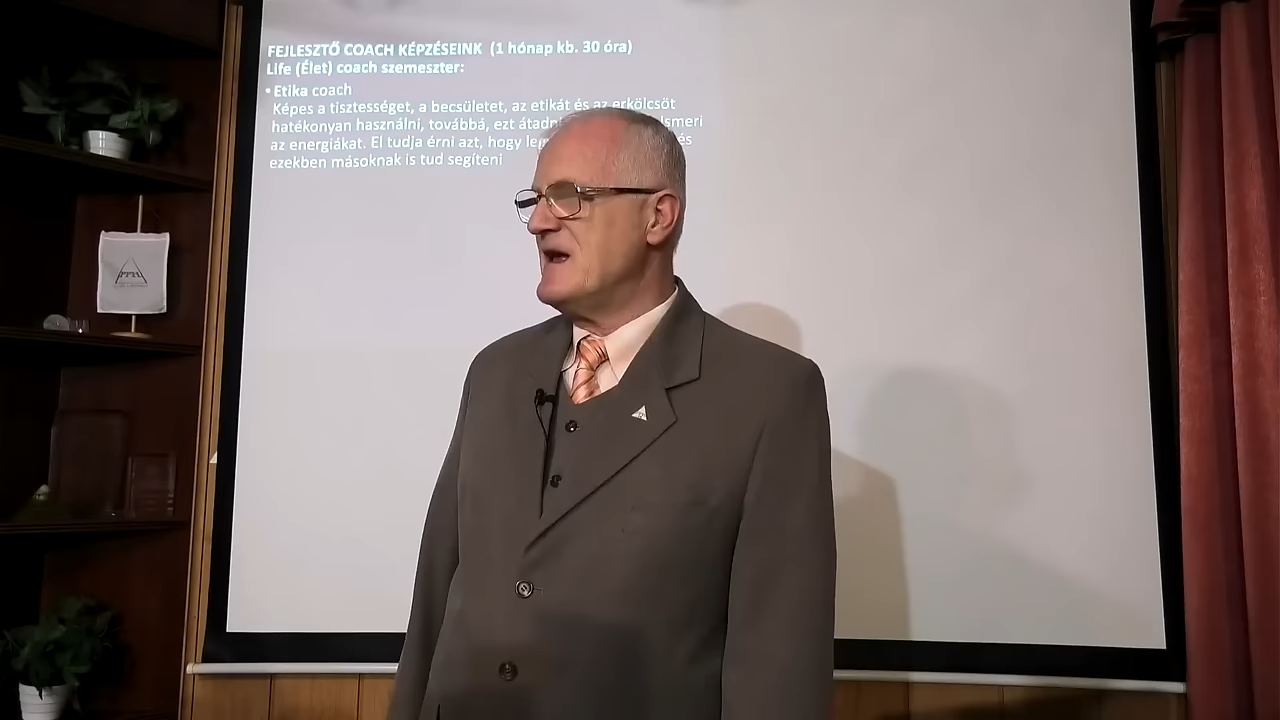 FEJLESZTŐ COACH KÉPZÉSEINK (1 hónap kb. 30 óra)
Life (Élet) coach szemeszter:
• Etika coach
Képes a tisztességet, a becsületet, az etikát és az erkölcsöt
hatékonyan használni, továbbá, ezt átadni Ismeri
az energiákat. El tudja érni azt, hogy és
ezekben másoknak is tud segíteni